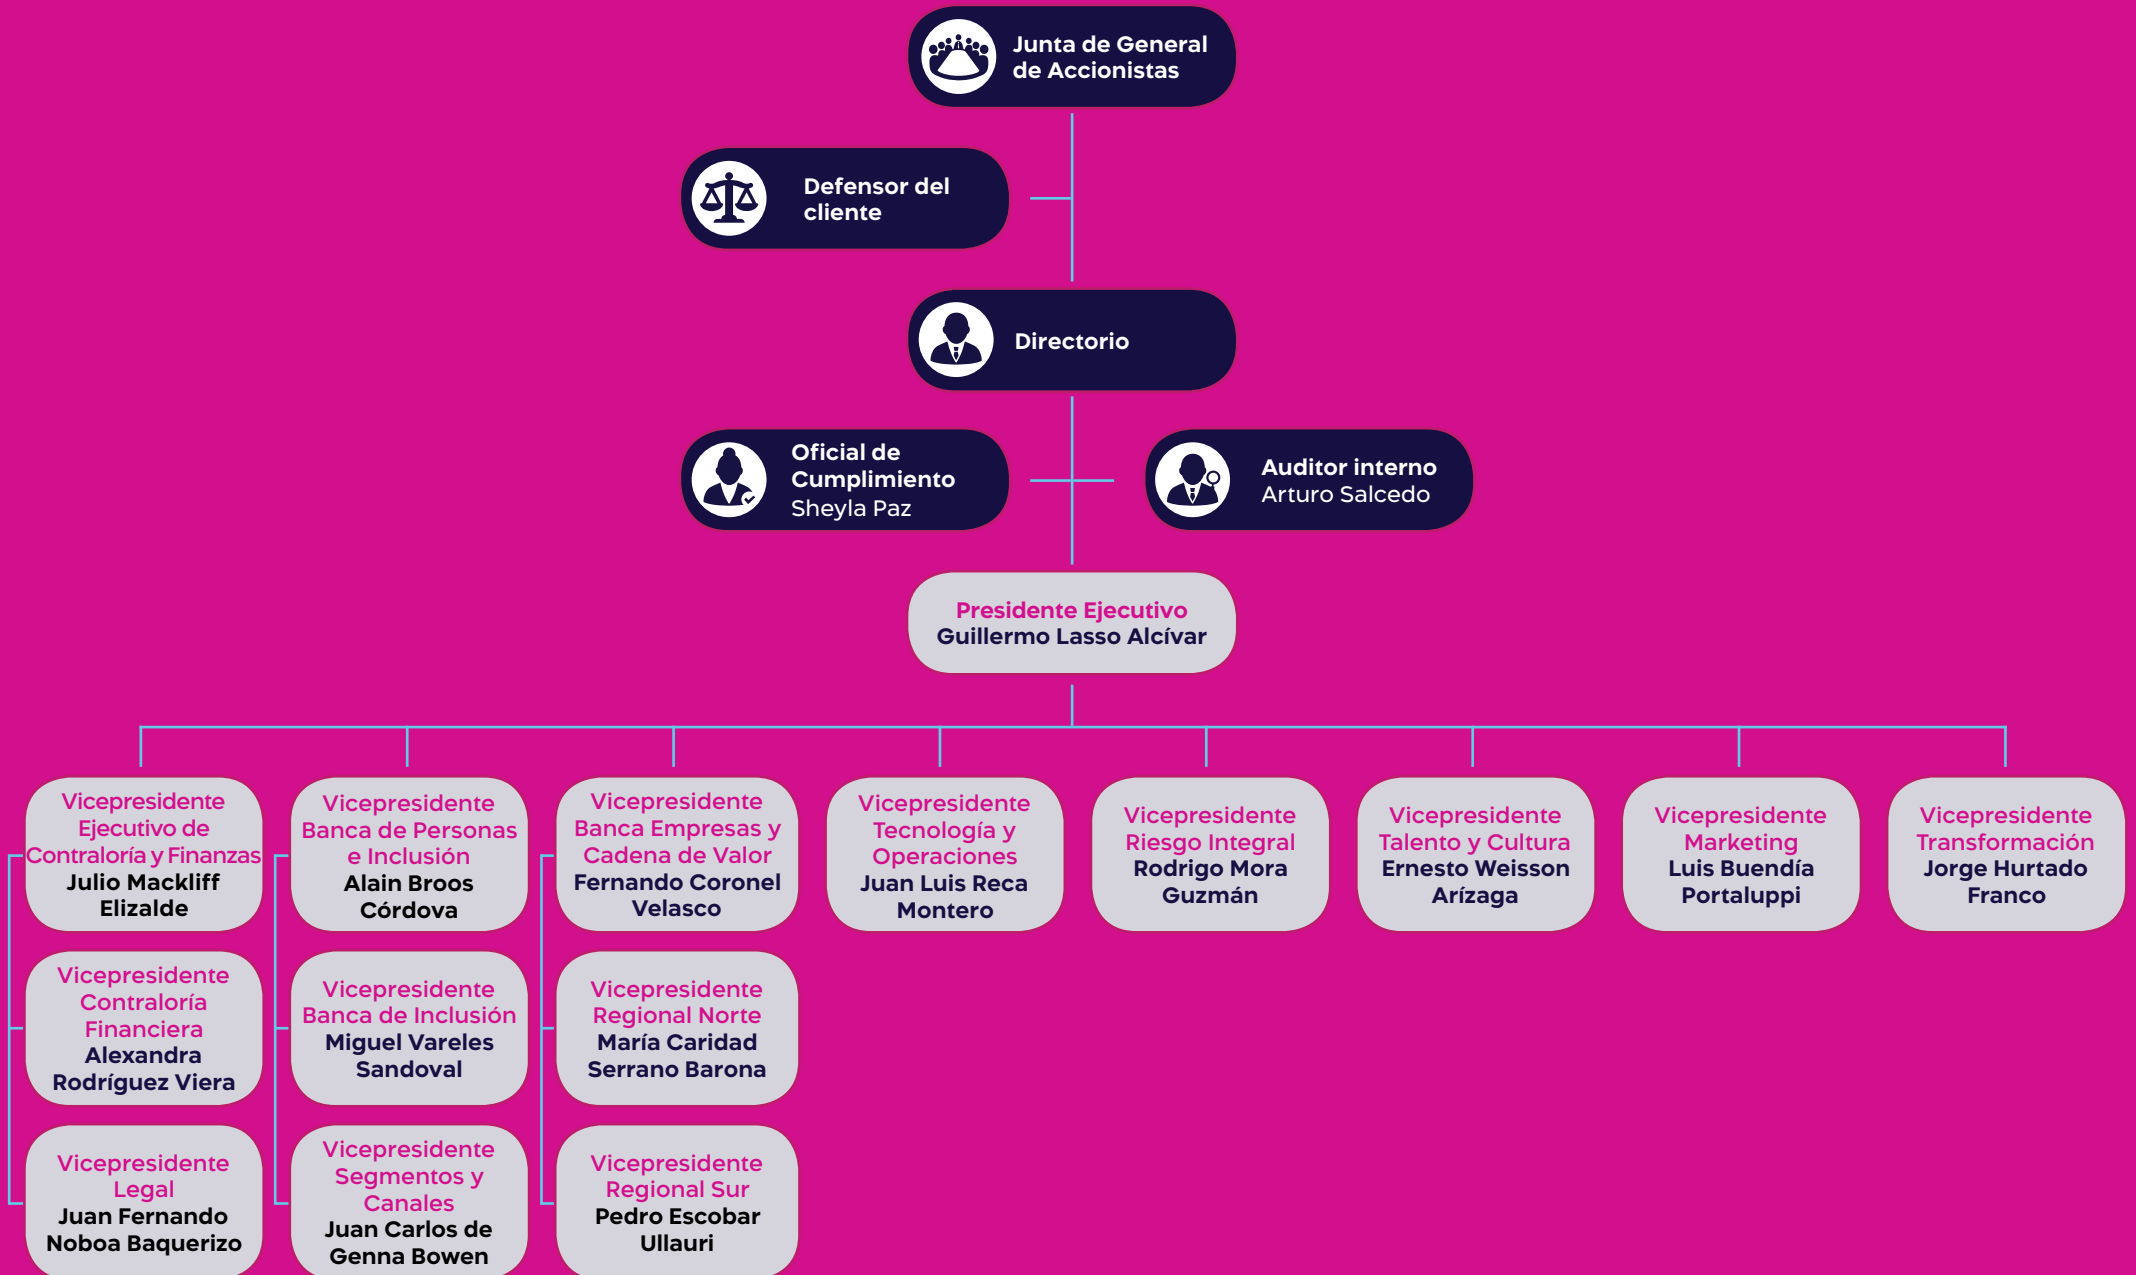 Junta de General
de Accionistas
Defensor del
cliente
Directorio
Oficial de
Cumplimiento
Sheyla Paz
Auditor interno
Arturo Salcedo
Presidente Ejecutivo
Guillermo Lasso Alcívar
Vicepresidente
Ejecutivo de
Contraloría y Finanzas
Julio Mackliff
Elizalde
Vicepresidente
Banca de Personas
e Inclusión
Alain Broos
Córdova
Vicepresidente
Banca Empresas y
Cadena de Valor
Fernando Coronel
Velasco
Vicepresidente
Tecnología y
Operaciones
Juan Luis Reca
Montero
Vicepresidente
Riesgo Integral
Rodrigo Mora
Guzmán
Vicepresidente
Talento y Cultura
Ernesto Weisson
Arízaga
Vicepresidente
Marketing
Luis Buendía
Portaluppi
Vicepresidente
Transformación
Jorge Hurtado
Franco
Vicepresidente
Contraloría
Financiera
Alexandra
Rodríguez Viera
Vicepresidente
Banca de Inclusión
Miguel Vareles
Sandoval
Vicepresidente
Regional Norte
María Caridad
Serrano Barona
Vicepresidente
Legal
Juan Fernando
Noboa Baquerizo
Vicepresidente
Segmentos y
Canales
Juan Carlos de
Genna Bowen
Vicepresidente
Regional Sur
Pedro Escobar
Ullauri